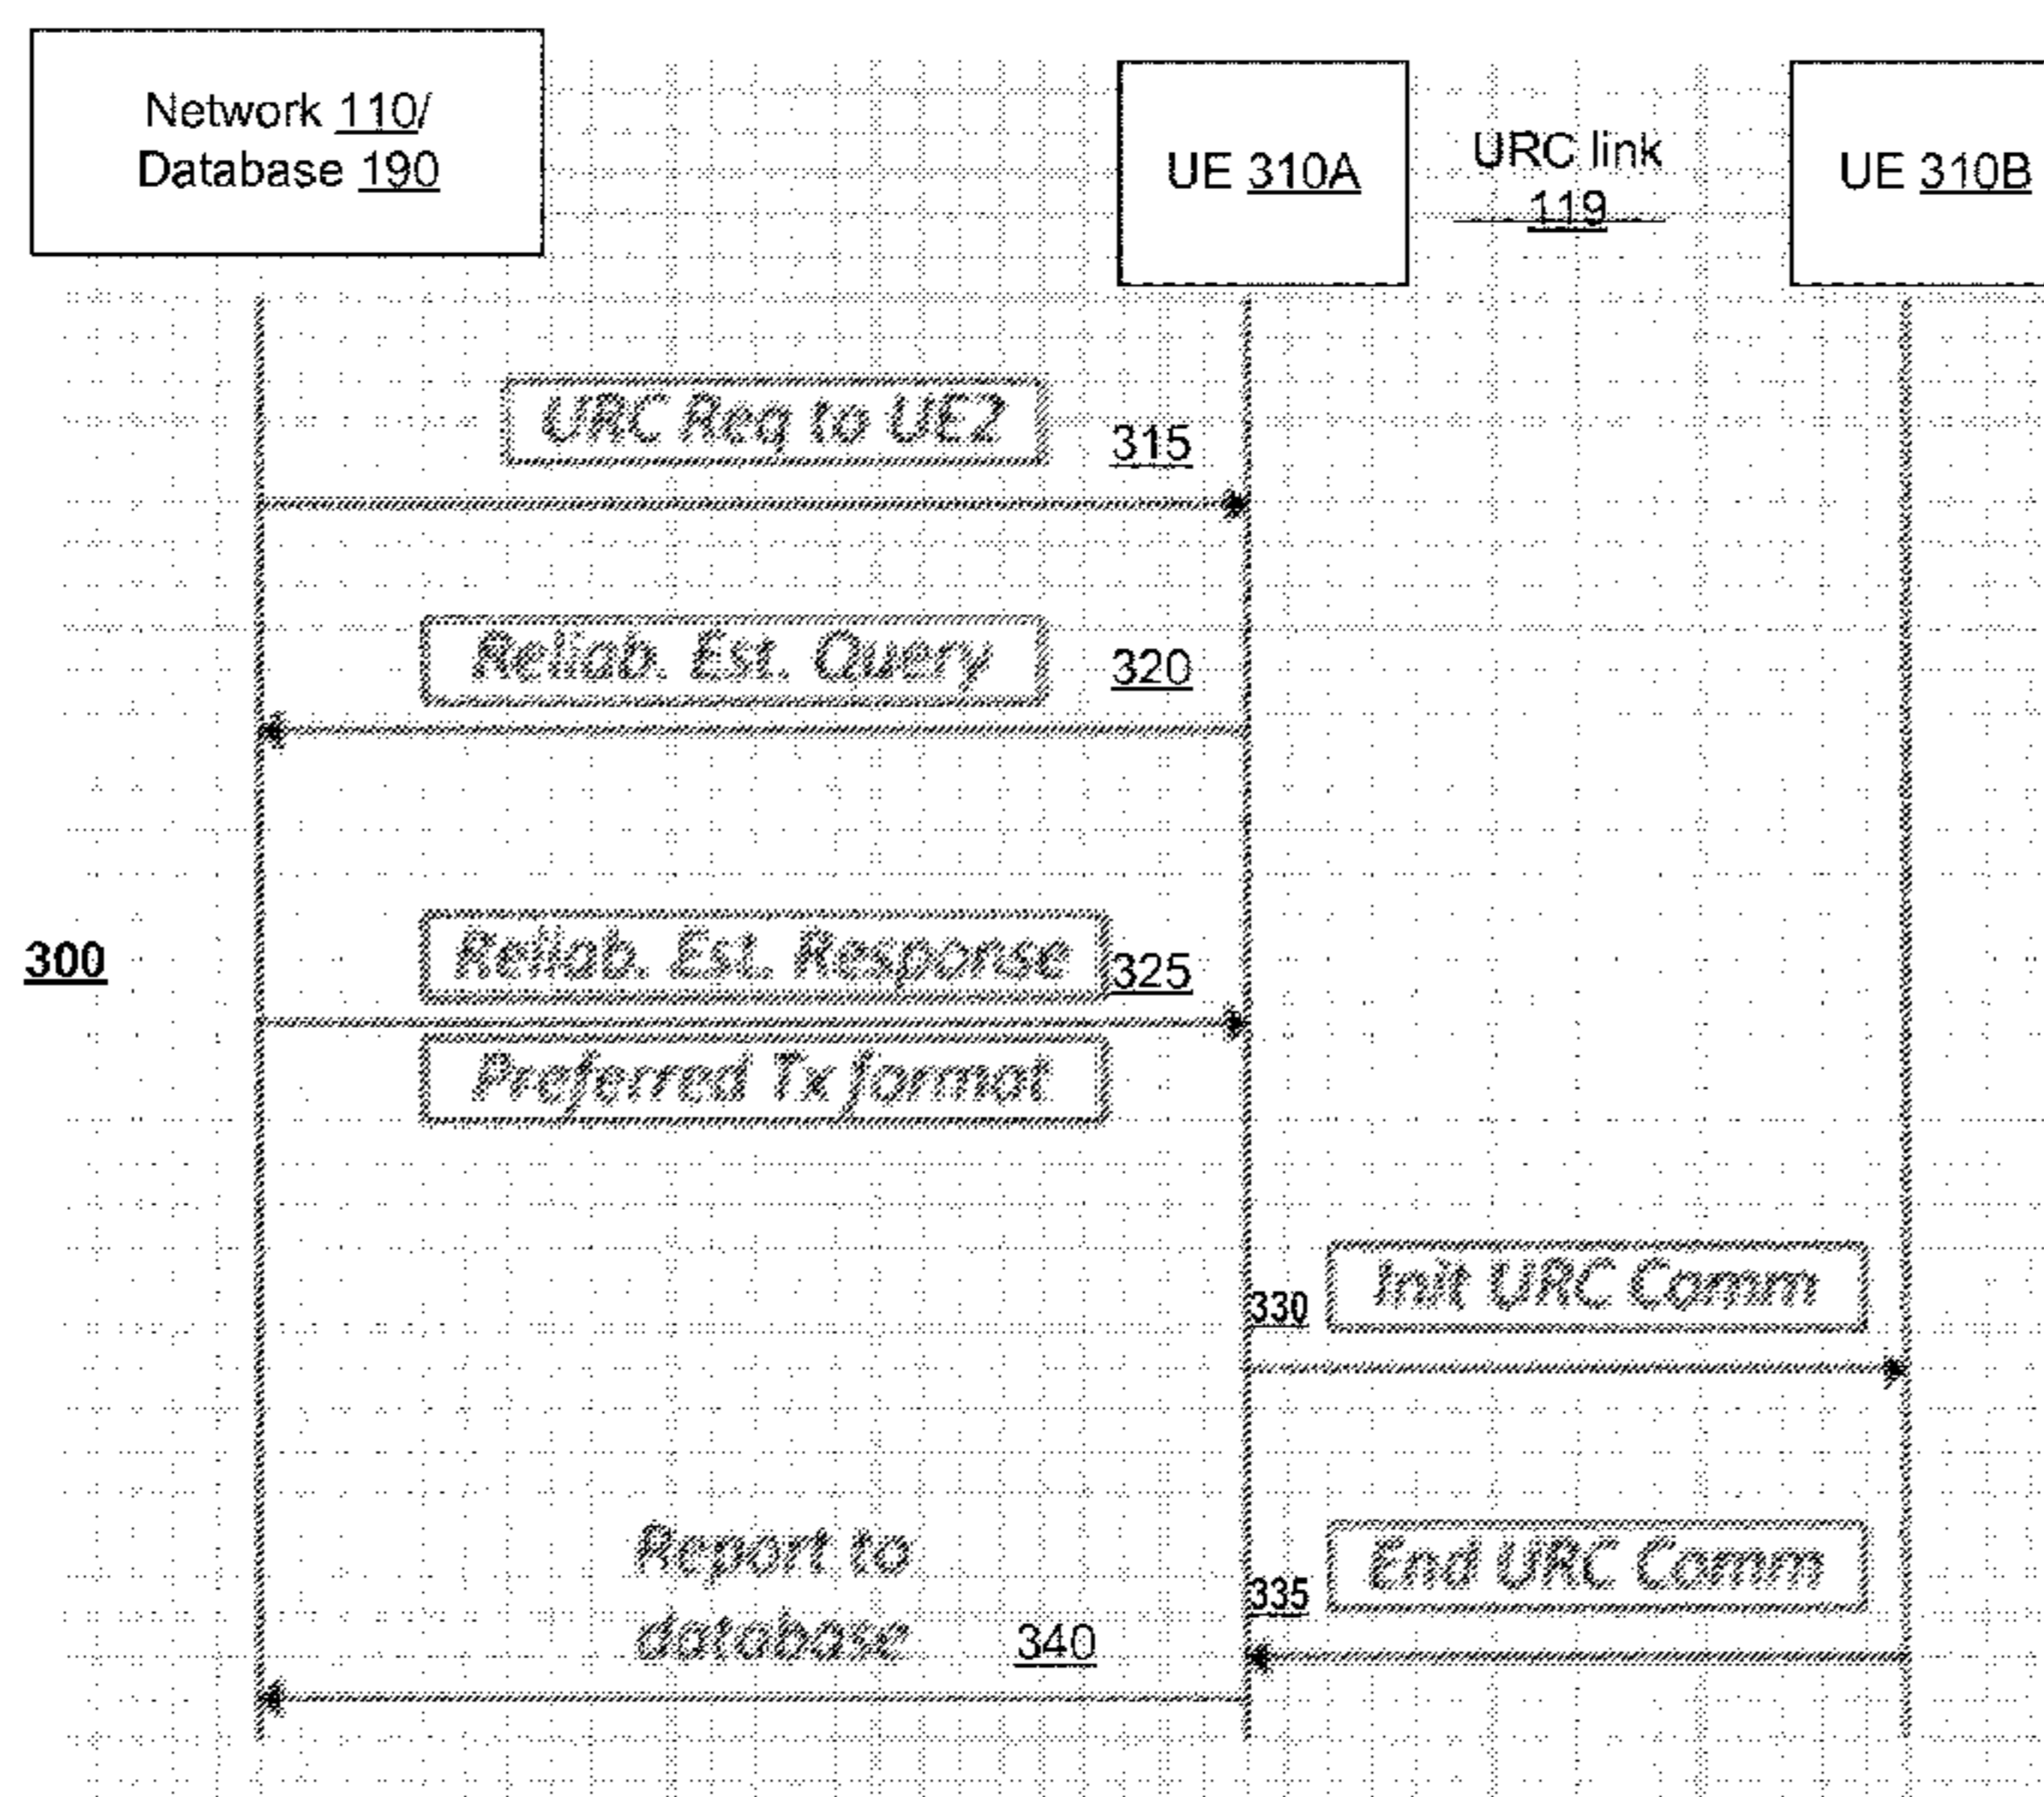 Network 110/
Database 190
UE 310A
URC link
119
UE 310B
URC Req to UE2
315
Reliab. Est. Query
320
300
Reliab. Est. Response
325
Preferred Tx format
330
Init URC Comm
335
End URC Comm
Report to
database
340